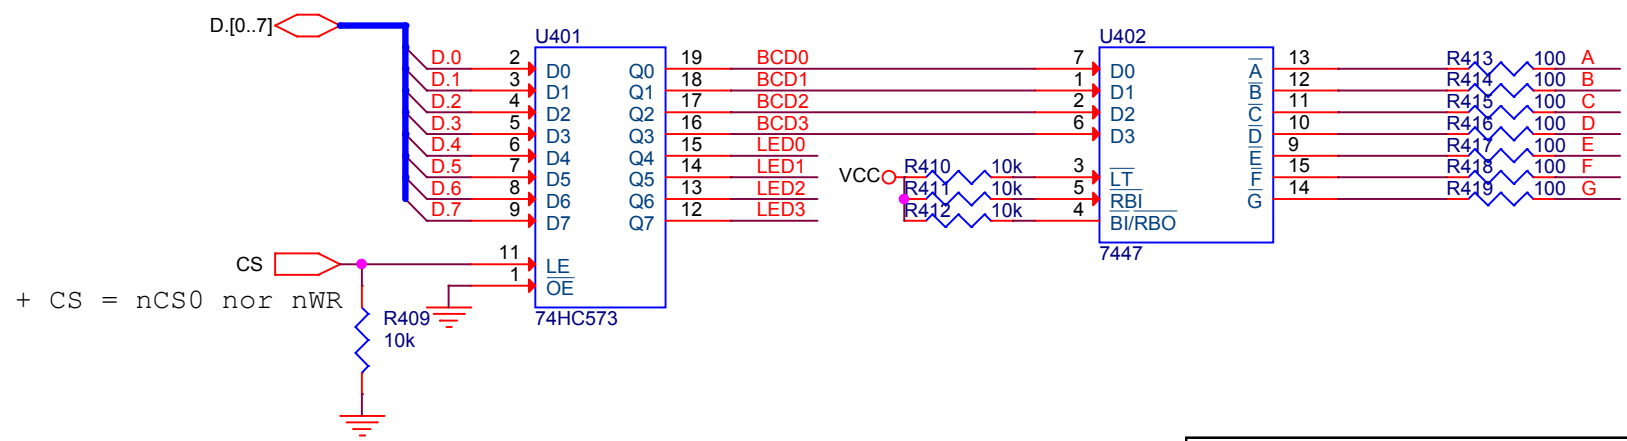 D.[0..7]
U401
U402
D.0 2 D0 Q0 19 BCD0 7 D0 A 13 R413 100 A
D.1 3 D1 Q1 18 BCD1 1 D1 B 12 R414 100 B
D.2 4 D2 Q2 17 BCD2 2 D2 C 11 R415 100 C
D.3 5 D3 Q3 16 BCD3 6 D3 D 10 R416 100 D
D.4 6 D4 Q4 15 LED0 E 9 R417 100 E
D.5 7 D5 Q5 14 LED1 VCC R410 10k 3 LT F 15 R418 100 F
D.6 8 D6 Q6 13 LED2 R411 10k 5 RBI G 14 R419 100 G
D.7 9 D7 Q7 12 LED3 R412 10k 4 BI/RBO
7447
CS 11 LE
1 OE
+ CS = nCS0 nor nWR
R409
10k
74HC573